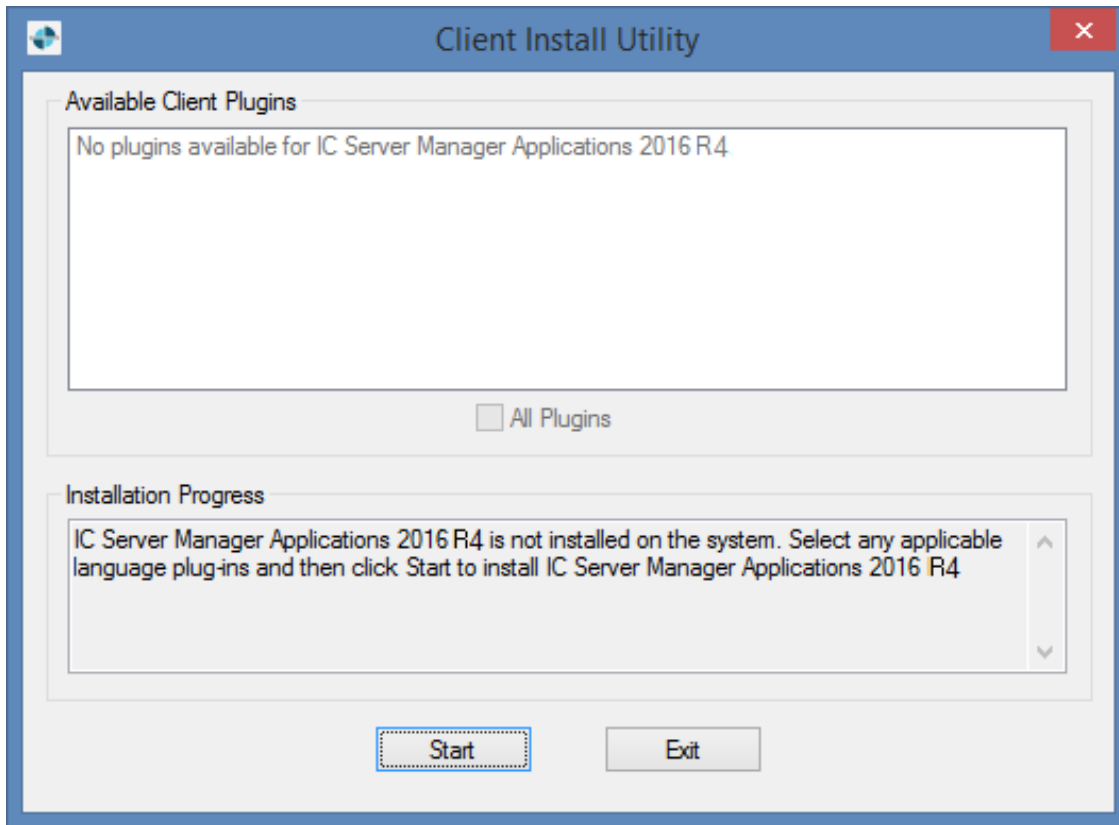 Client Install Utility
Available Client Plugins
No plugins available for IC Server Manager Applications 2016 R4
All Plugins
Installation Progress
IC Server Manager Applications 2016 R4 is not installed on the system. Select any applicable
language plug-ins and then click Start to install IC Server Manager Applications 2016 R4
Start
Exit